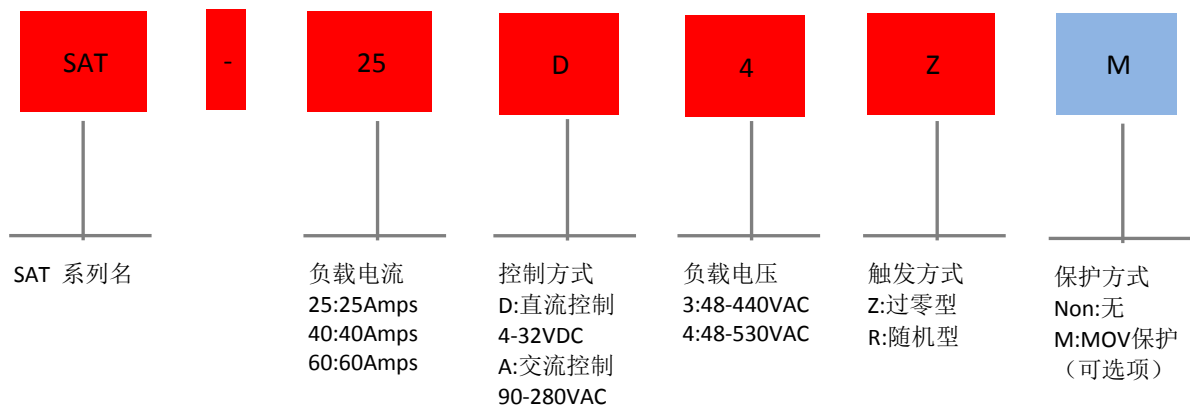 SAT
-
25
D
4
Z
M
SAT 系列名
负载电流
25:25Amps
40:40Amps
60:60Amps
控制方式
D:直流控制
4-32VDC
A:交流控制
90-280VAC
负载电压
3:48-440VAC
4:48-530VAC
触发方式
Z:过零型
R:随机型
保护方式
Non:无
M:MOV保护
（可选项）